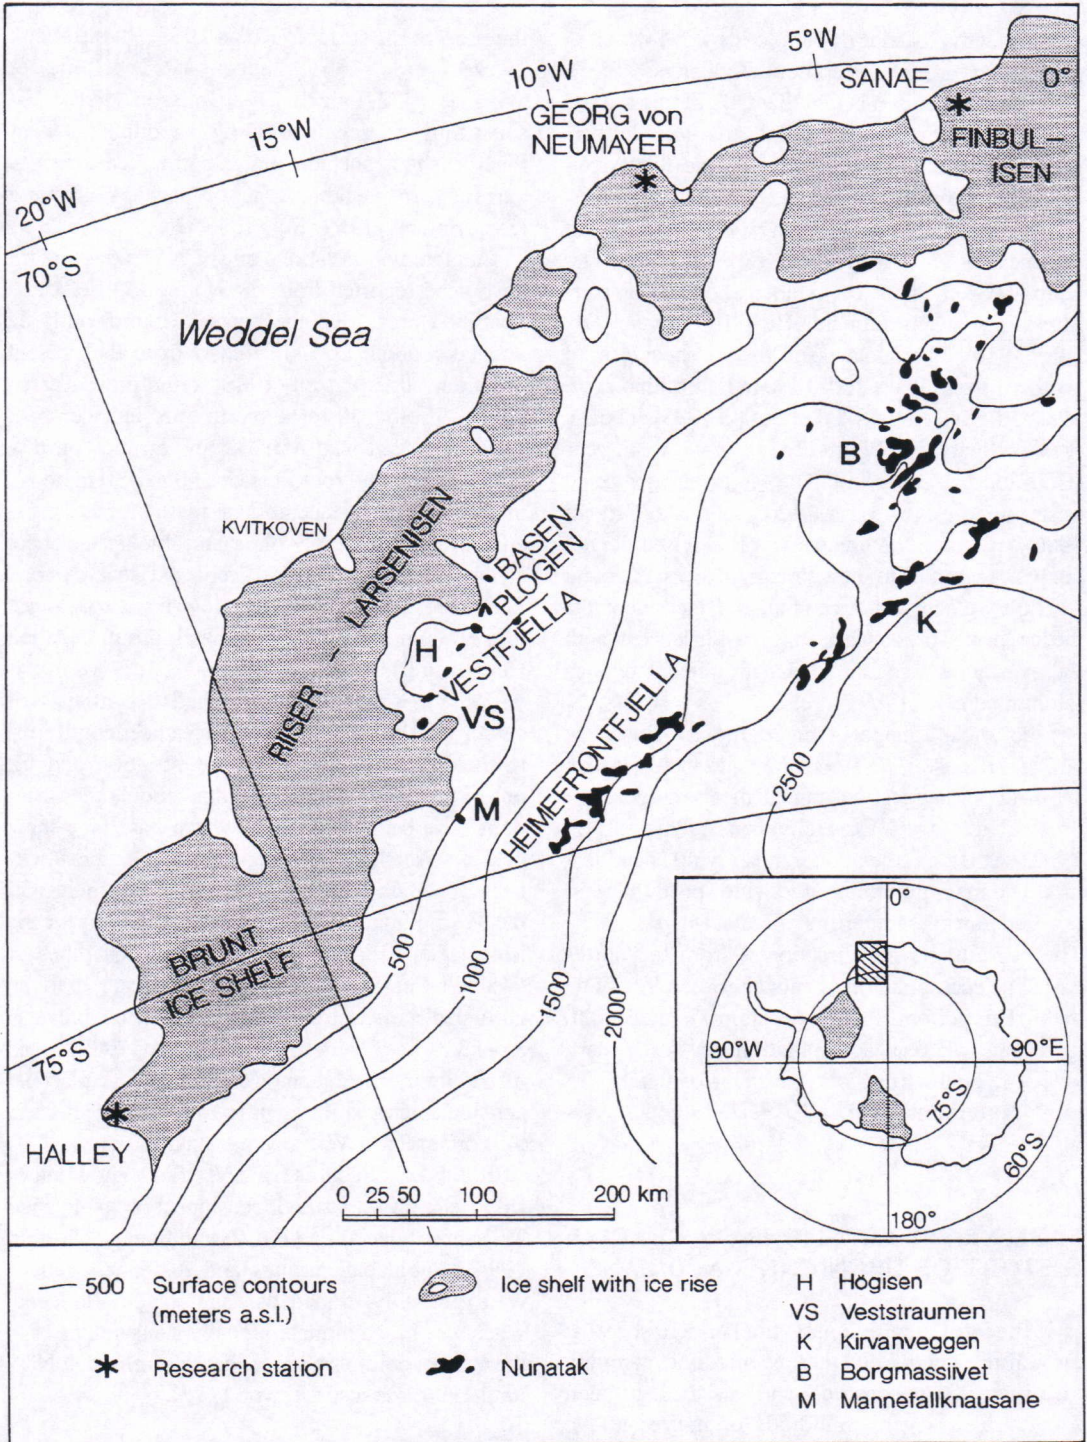 5°W
10°W
SANAE
0°
GEORG von
NEUMAYER
15°W
FINBUL-
ISEN
20°W
70°S
Weddel Sea
B
KVITKOVEN
RIISER - LARSENISEN
BASEN
PLOGEN
H
VESTFJELLA
K
VS
HEIMEFRONTFJELLA
M
2500
500
1000
1500
2000
BRUNT
ICE SHELF
75°S
HALLEY
0 25 50 100 200 km
0°
90°W
90°E
75°S
60°S
180°
500 Surface contours
(meters a.s.l.)
Research station
Ice shelf with ice rise
Nunatak
H Högisen
VS Veststraumen
K Kirvanveggen
B Borgmassiivet
M Mannefallknausane